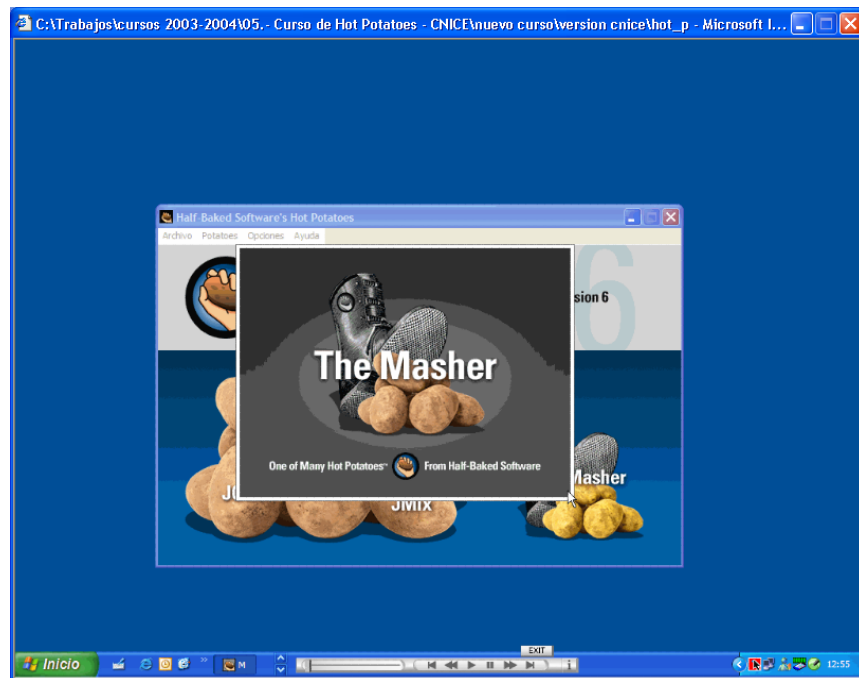 C:\Trabajos\cursos 2003-2004\05.- Curso de Hot Potatoes - CNICE\nuevo curso\version cnice\hot_p - Microsoft I...
Half-Baked Software's Hot Potatoes
Archivo Potatoes Opciones Ayuda
sion 6
6
The Masher
One of Many Hot Potatoes™ From Half-Baked Software
Masher
JC
JMix
EXIT
Inicio
M
12:55